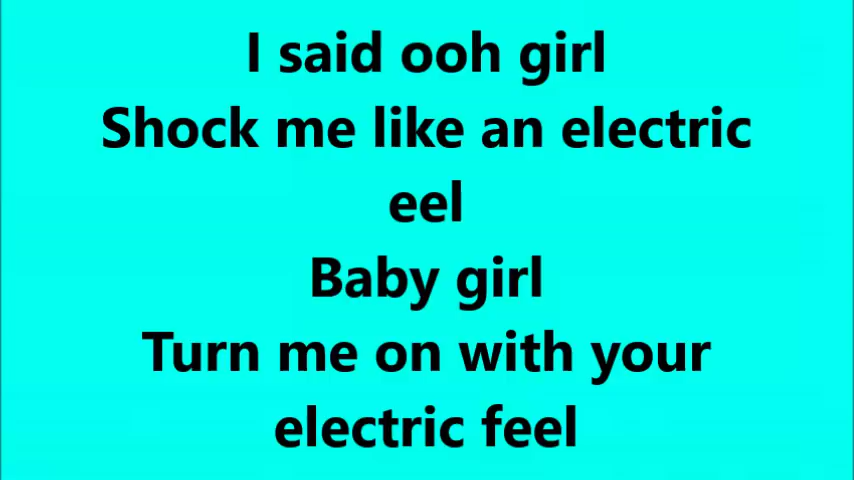 I said ooh girl
Shock me like an electric
eel
Baby girl
Turn me on with your
electric feel